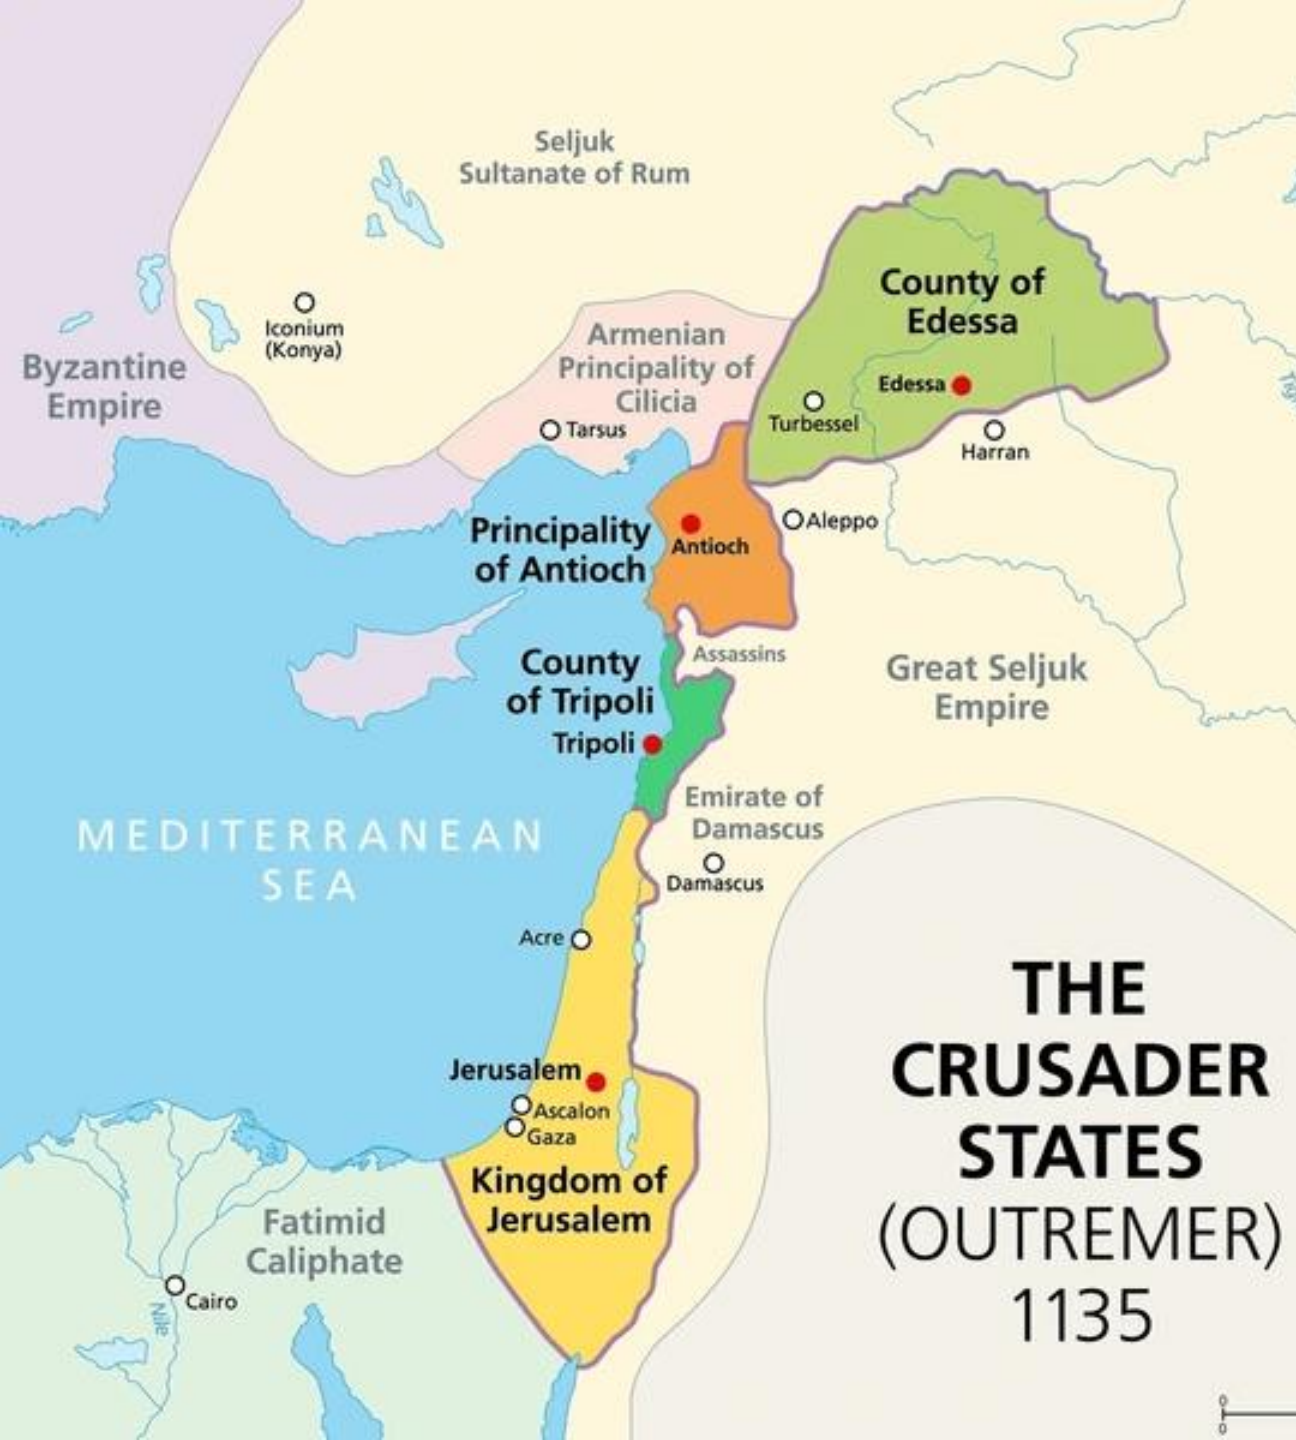 Seljuk
Sultanate of Rum
County of
Edessa
Iconium
(Konya)
Armenian
Principality of
Cilicia
Byzantine
Empire
Edessa
Turbessel
Tarsus
Harran
Principality
of Antioch
Antioch
Aleppo
County
of Tripoli
Assassins
Great Seljuk
Empire
Tripoli
Emirate of
Damascus
MEDITERRANEAN
SEA
Damascus
Acre
THE
CRUSADER
STATES
(OUTREMER)
1135
Jerusalem
Ascalon
Gaza
Kingdom of
Jerusalem
Fatimid
Caliphate
Cairo
Nile
0
0